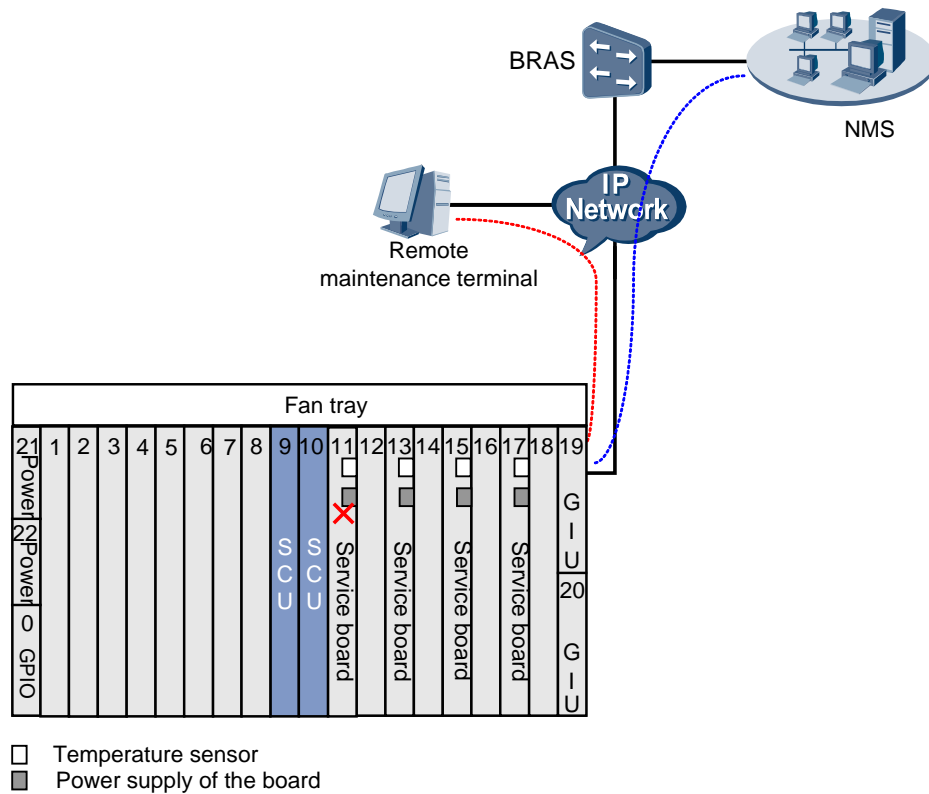 BRAS
NMS
IP
Network
Remote
maintenance terminal
Fan tray
21 1 2 3 4 5 6 7 8 9 10 11 12 13 14 15 16 17 18 19
Power
22
Power
0
GPIO
SCU
SCU
Service board
Service board
Service board
Service board
GIU
20
GIU
Temperature sensor
Power supply of the board